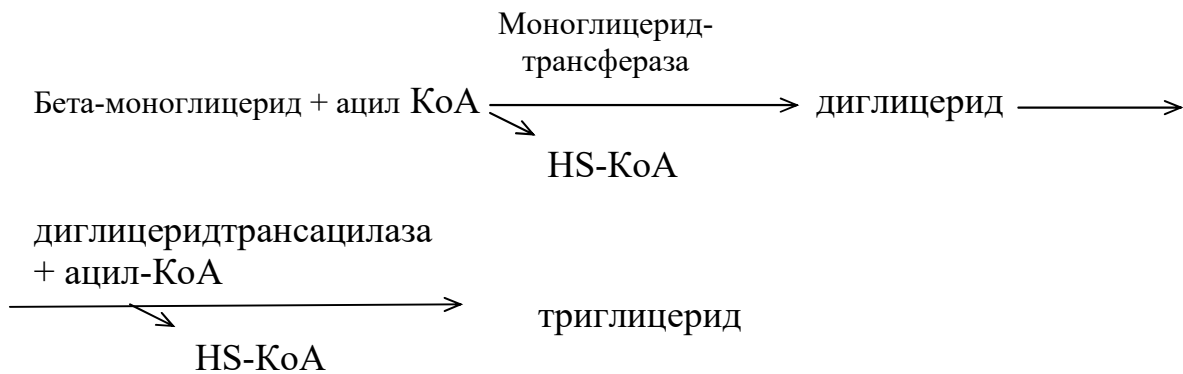 Моноглицерид-
трансфераза
Бета-моноглицерид + ацил КоА
диглицерид
HS-КоА
диглицеридтрансацилаза
+ ацил-КоА
триглицерид
HS-КоА